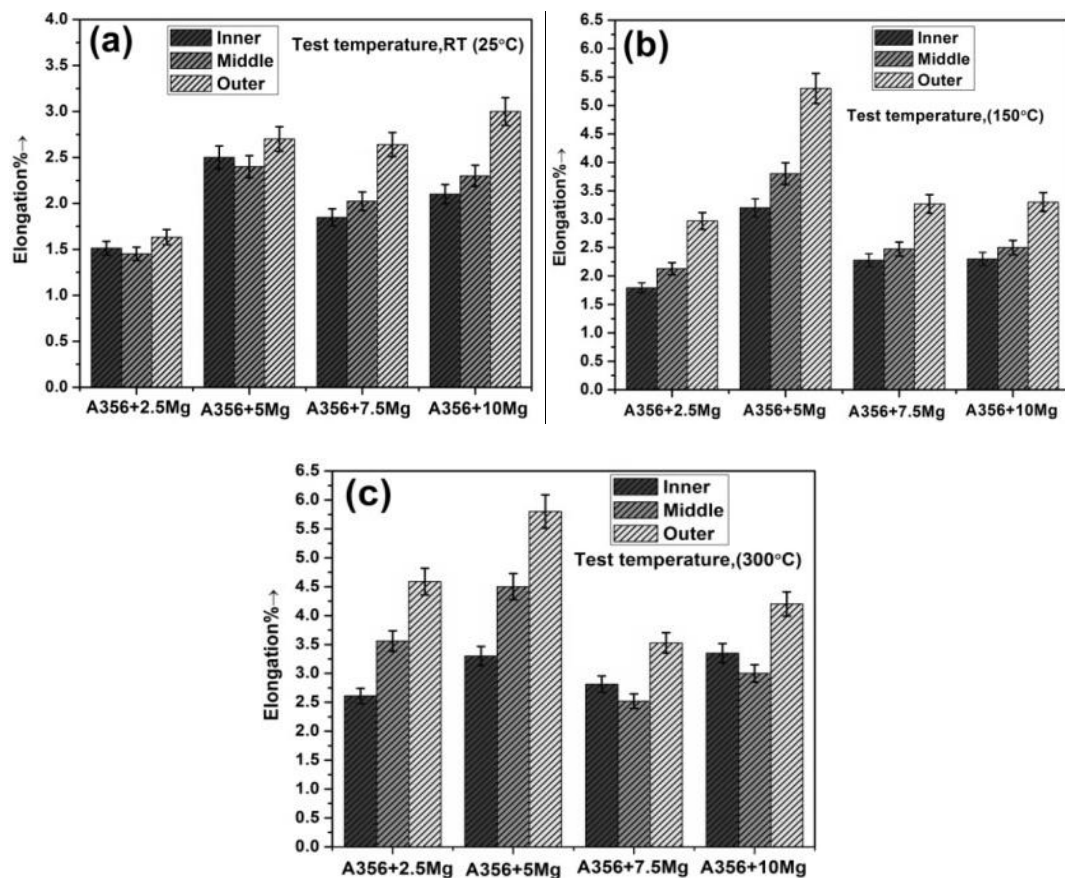 (a)
Test temperature,RT (25°C)
Inner
Middle
Outer
Elongation%→
4.0
3.5
3.0
2.5
2.0
1.5
1.0
0.5
0.0
A356+2.5Mg A356+5Mg A356+7.5Mg A356+10Mg
(b)
Inner
Middle
Outer
Test temperature,(150°C)
Elongation%→
6.5
6.0
5.5
5.0
4.5
4.0
3.5
3.0
2.5
2.0
1.5
1.0
0.5
0.0
A356+2.5Mg A356+5Mg A356+7.5Mg A356+10Mg
(c)
Inner
Middle
Outer
Test temperature,(300°C)
Elongation%→
6.5
6.0
5.5
5.0
4.5
4.0
3.5
3.0
2.5
2.0
1.5
1.0
0.5
0.0
A356+2.5Mg A356+5Mg A356+7.5Mg A356+10Mg